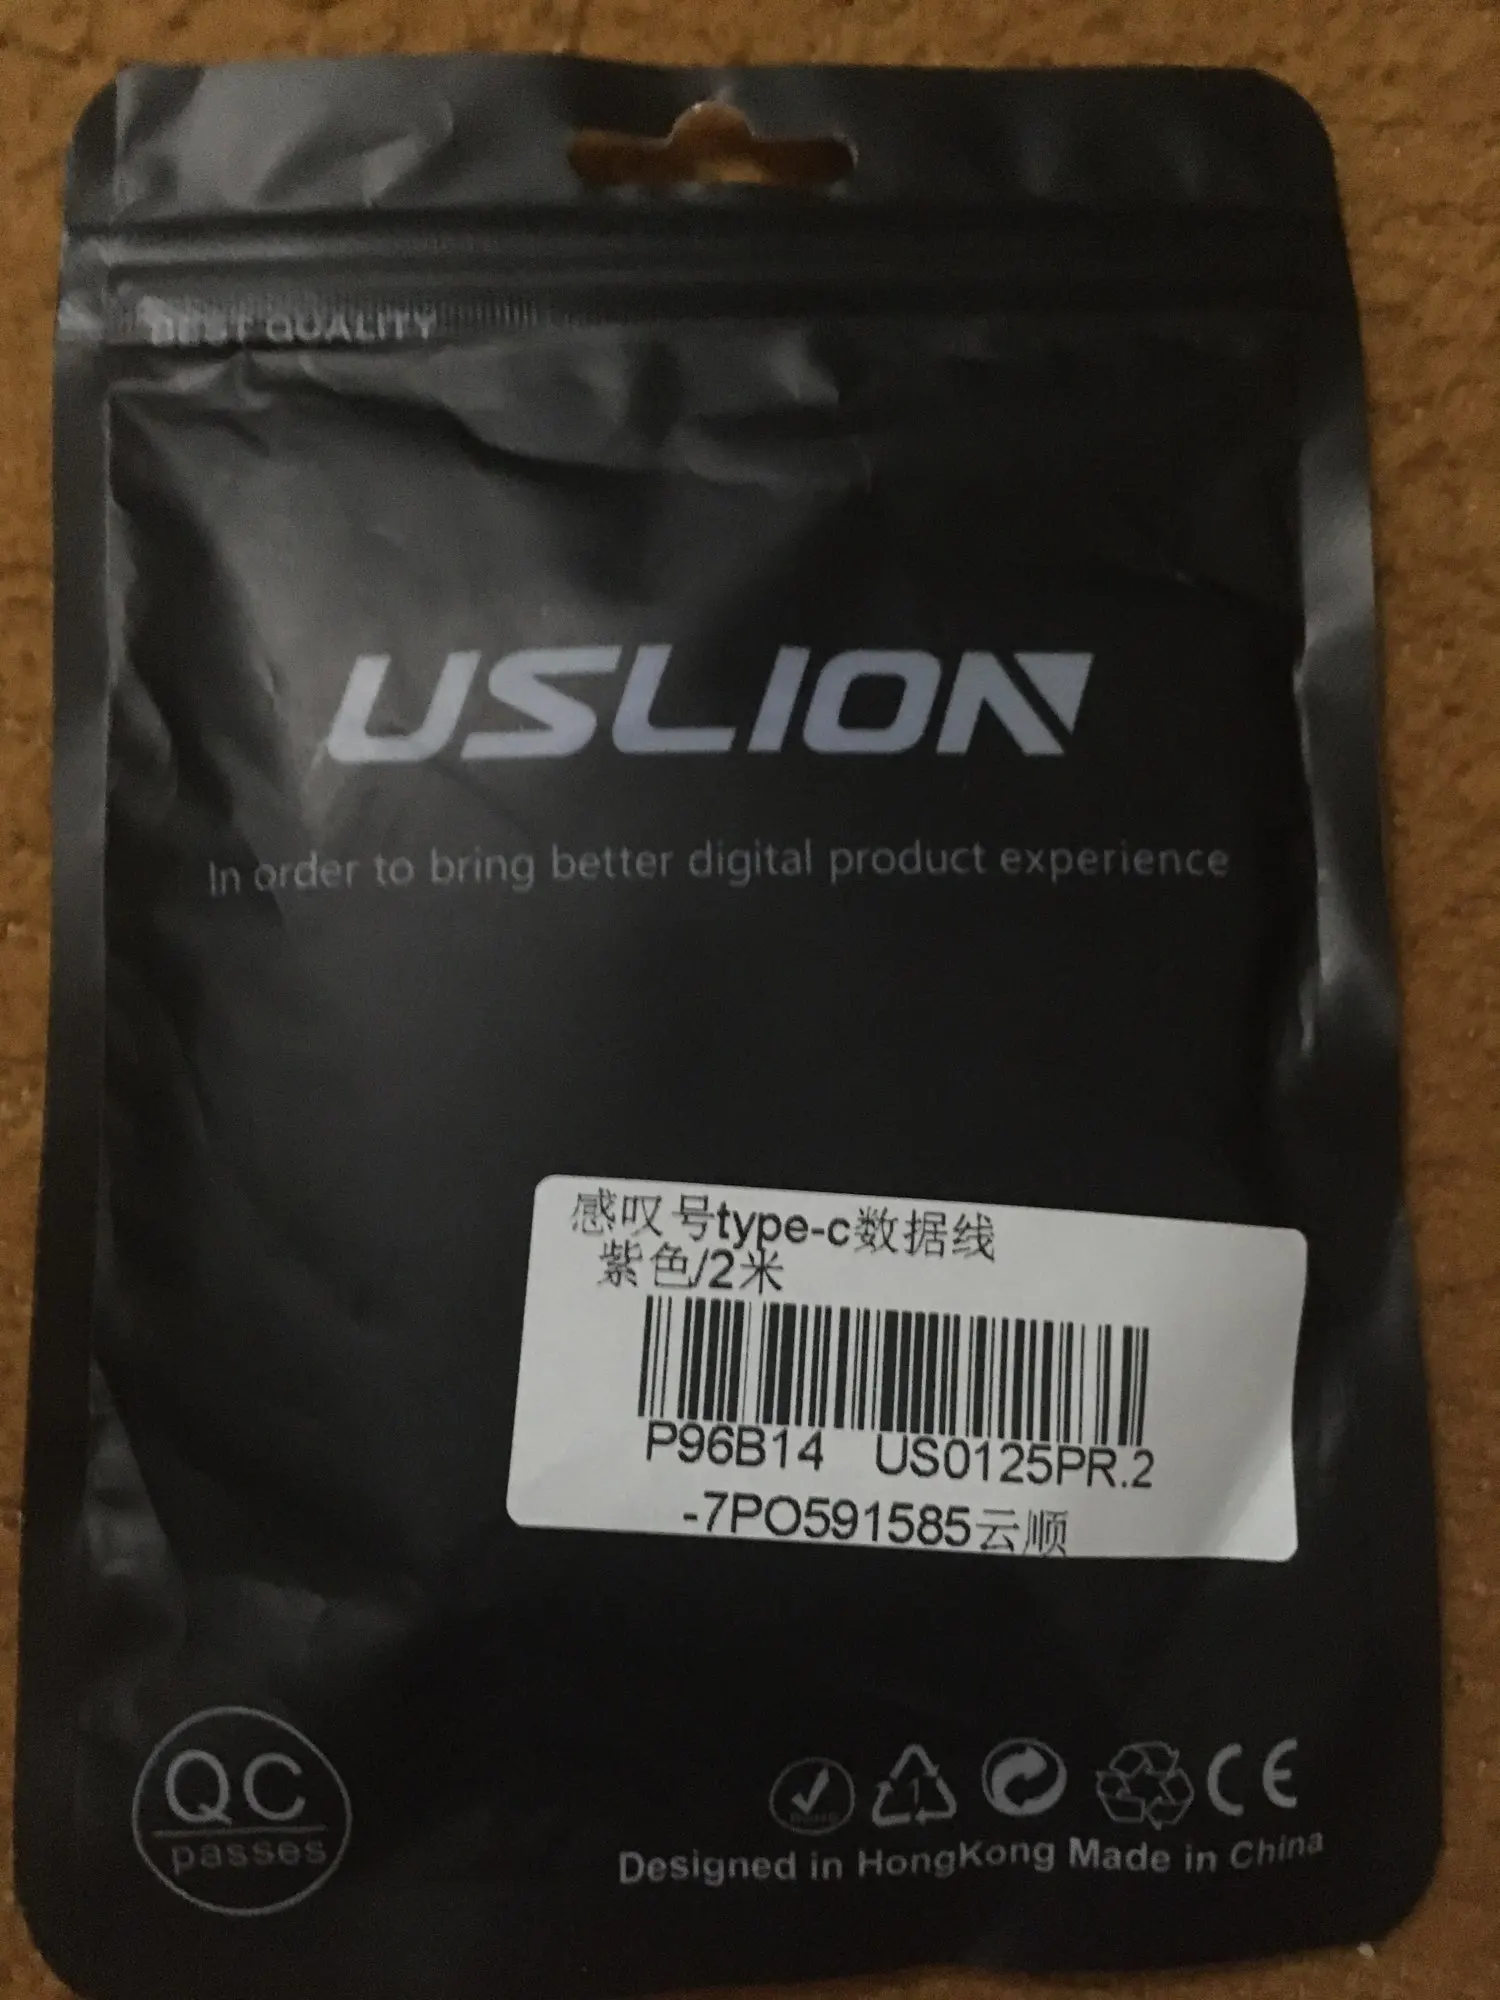 BEST QUALITY
USLION
In order to bring better digital product experience
感叹号type-c数据线
紫色/2米
P96B14 US0125PR.2
-7PO591585云顺
QC
passes
1
CE
Designed in HongKong Made in China